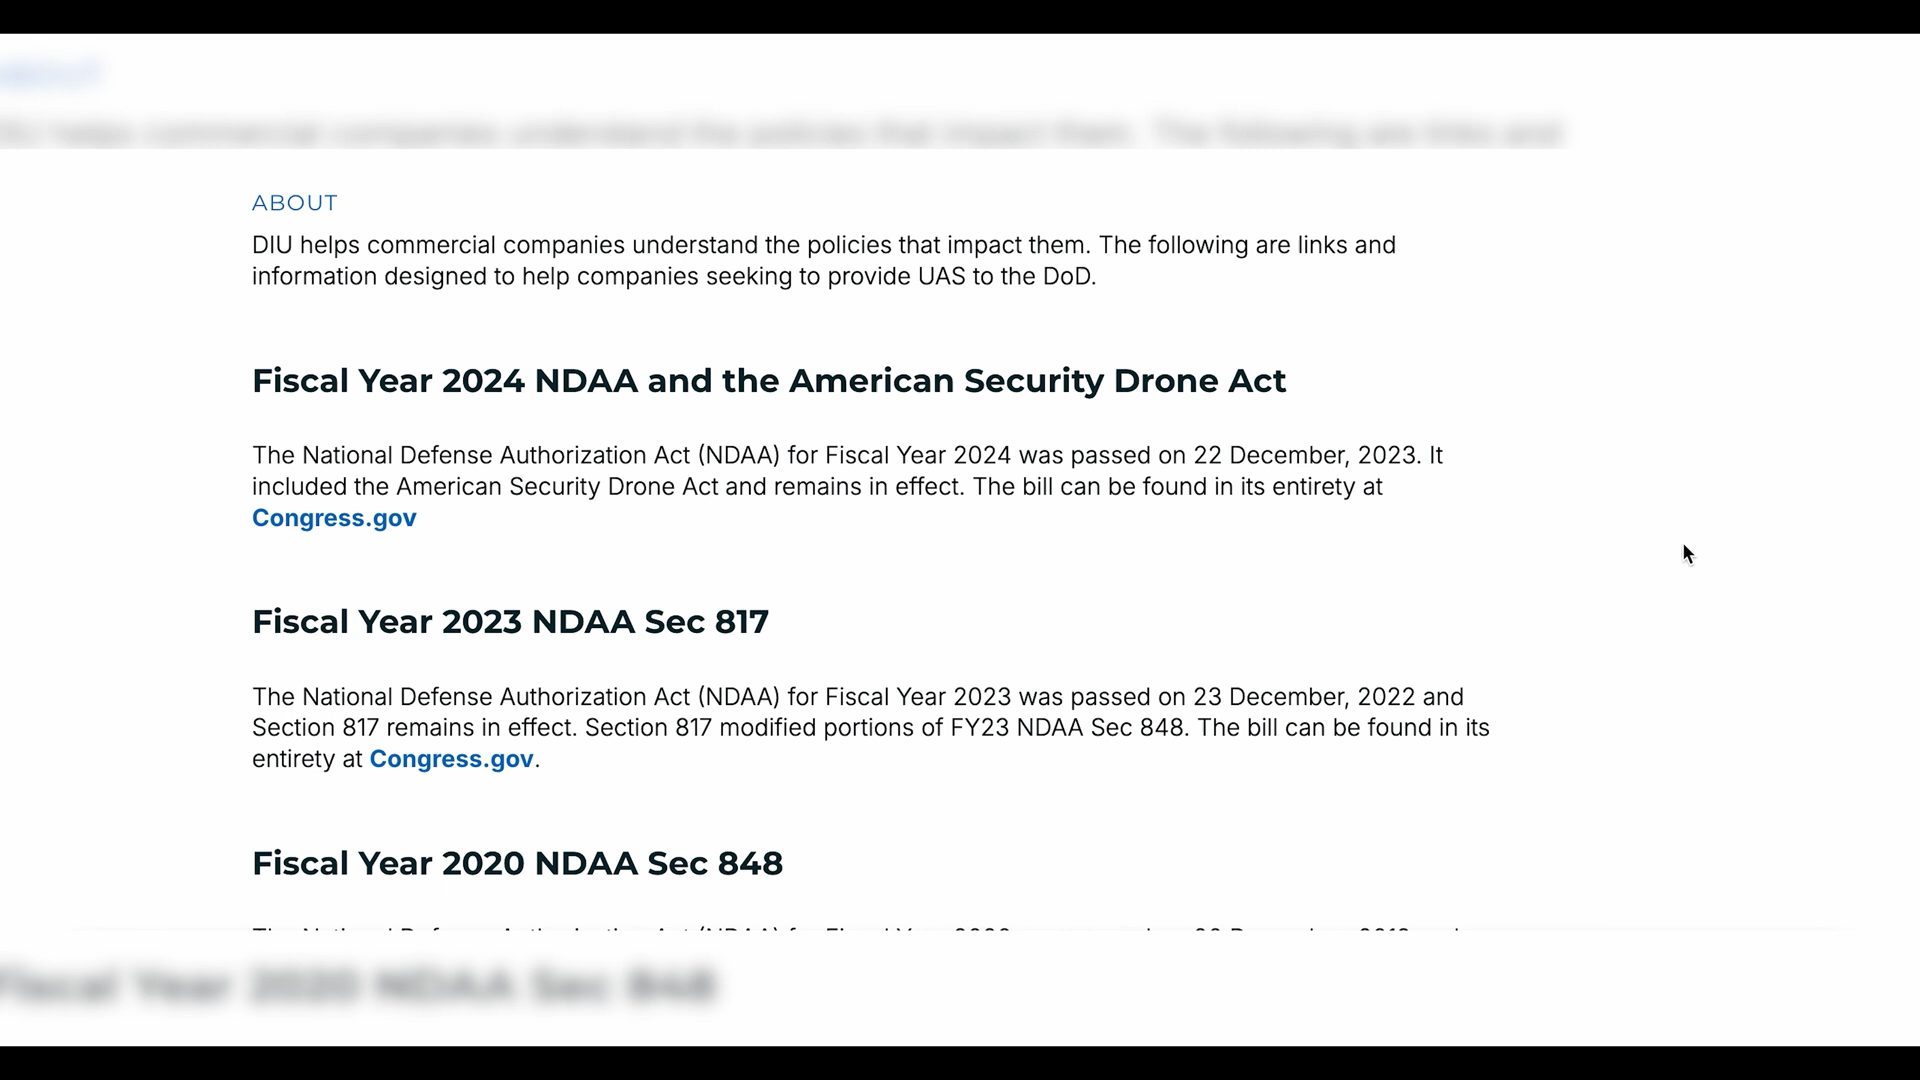 ABOUT
DIU helps commercial companies understand the policies that impact them. The following are links and
information designed to help companies seeking to provide UAS to the DoD.
Fiscal Year 2024 NDAA and the American Security Drone Act
The National Defense Authorization Act (NDAA) for Fiscal Year 2024 was passed on 22 December, 2023. It
included the American Security Drone Act and remains in effect. The bill can be found in its entirety at
Congress.gov
Fiscal Year 2023 NDAA Sec 817
The National Defense Authorization Act (NDAA) for Fiscal Year 2023 was passed on 23 December, 2022 and
Section 817 remains in effect. Section 817 modified portions of FY23 NDAA Sec 848. The bill can be found in its
entirety at Congress.gov.
Fiscal Year 2020 NDAA Sec 848